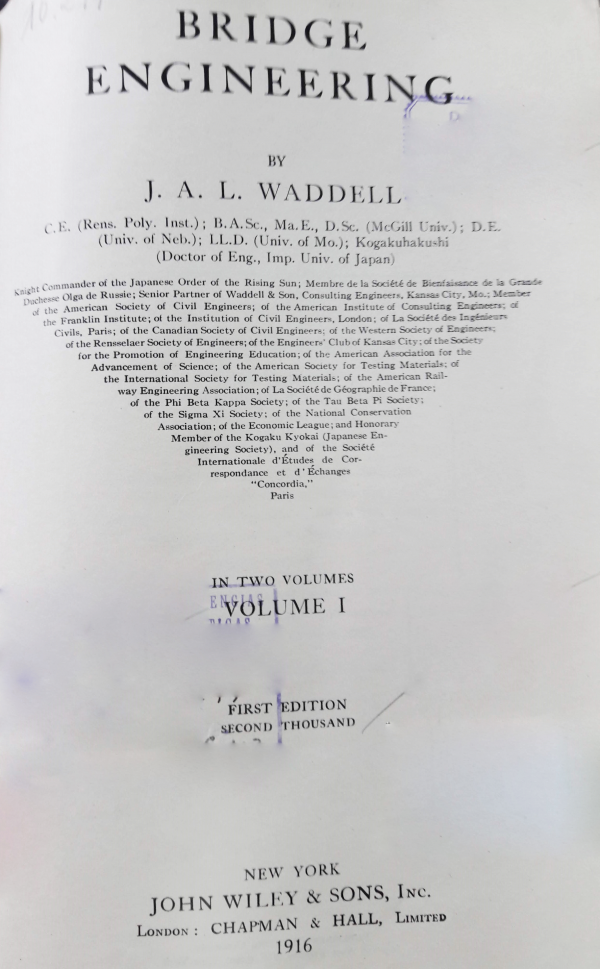 BRIDGE
ENGINEERING
BY
J. A. L. WADDELL
C.E. (Rens. Poly. Inst.); B.A.Sc., Ma.E., D.Sc. (McGill Univ.); D.E.
(Univ. of Neb.); LL.D. (Univ. of Mo.); Kogakuhakushi
(Doctor of Eng., Imp. Univ. of Japan)
Knight Commander of the Japanese Order of the Rising Sun; Membre de la Société de Bienfaisance de la Grande
Duchesse Olga de Russie; Senior Partner of Waddell & Son, Consulting Engineers, Kansas City, Mo.; Member
of the American Society of Civil Engineers; of the American Institute of Consulting Engineers; of
the Franklin Institute; of the Institution of Civil Engineers, London; of La Société des Ingénieurs
Civils, Paris; of the Canadian Society of Civil Engineers; of the Western Society of Engineers;
of the Rensselaer Society of Engineers; of the Engineers' Club of Kansas City; of the Society
for the Promotion of Engineering Education; of the American Association for the
Advancement of Science; of the American Society for Testing Materials; of
the International Society for Testing Materials; of the American Rail-
way Engineering Association; of La Société de Géographie de France;
of the Phi Beta Kappa Society; of the Tau Beta Pi Society;
of the Sigma Xi Society; of the National Conservation
Association; of the Economic League; and Honorary
Member of the Kogaku Kyokai (Japanese En-
gineering Society), and of the Société
Internationale d'Études de Cor-
respondance et d'Échanges
"Concordia,"
Paris
IN TWO VOLUMES
VOLUME I
FIRST EDITION
SECOND THOUSAND
NEW YORK
JOHN WILEY & SONS, Inc.
London: CHAPMAN & HALL, Limited
1916